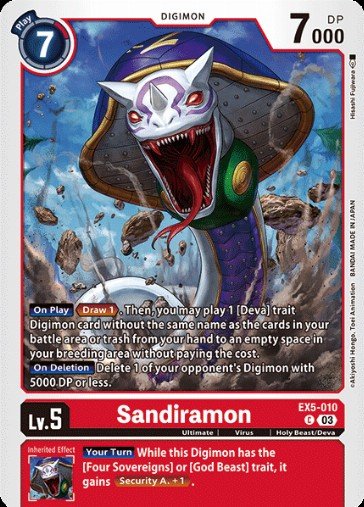 DIGIMON
Play
7
7000
DP
Hisashi Fujiwara
©Akiyoshi Hongo, Toei Animation BANDAI MADE IN JAPAN
On Play Draw 1. Then, you may play 1 [Deva] trait
Digimon card without the same name as the cards in your
battle area or trash from your hand to an empty space in
your breeding area without paying the cost.
On Deletion Delete 1 of your opponent's Digimon with
5000 DP or less.
Lv.5
Sandiramon
EX5-010
C 03
Ultimate | Virus | Holy Beast/Deva
Inherited Effect
Your Turn While this Digimon has the
[Four Sovereigns] or [God Beast] trait, it
gains Security A. +1.